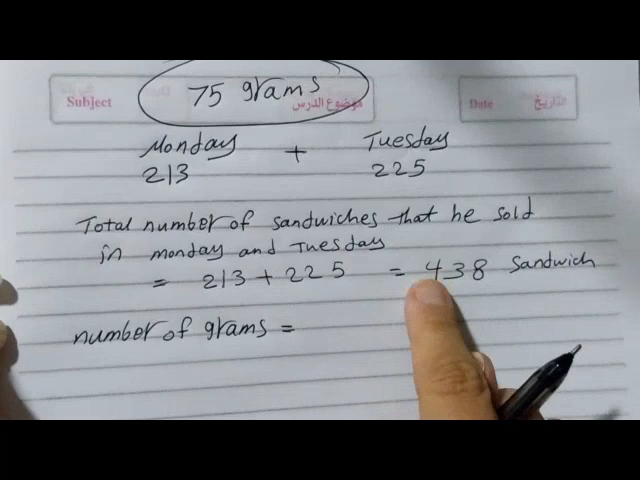 75 grams
Subject موضوع الدرس Date التاريخ
Monday + Tuesday
213 225
Total number of sandwiches that he sold
in monday and Tuesday
= 213 + 225 = 438 Sandwich
number of grams =